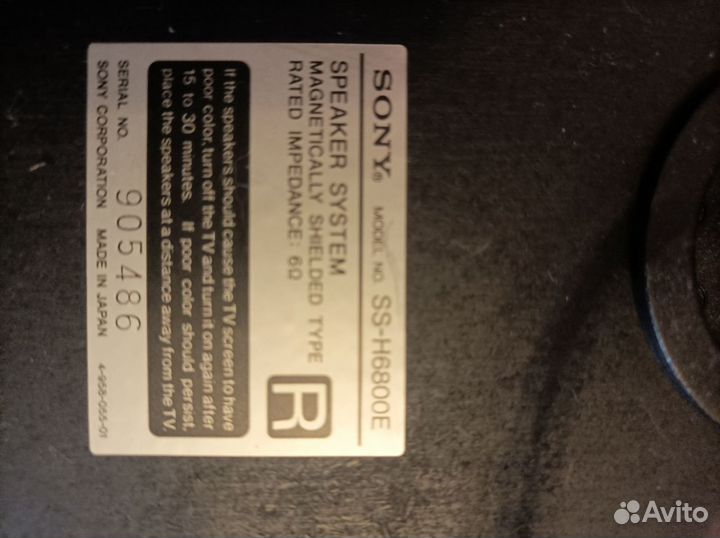 SONY® MODEL NO. SS-H6800E
SPEAKER SYSTEM
MAGNETICALLY SHIELDED TYPE
RATED IMPEDANCE: 6Ω
R
If the speakers should cause the TV screen to have
poor color, turn off the TV and turn it on again after
15 to 30 minutes. If poor color should persist,
place the speakers at a distance away from the TV.
SERIAL NO. 905486
SONY CORPORATION MADE IN JAPAN 4-958-055-01
Avito